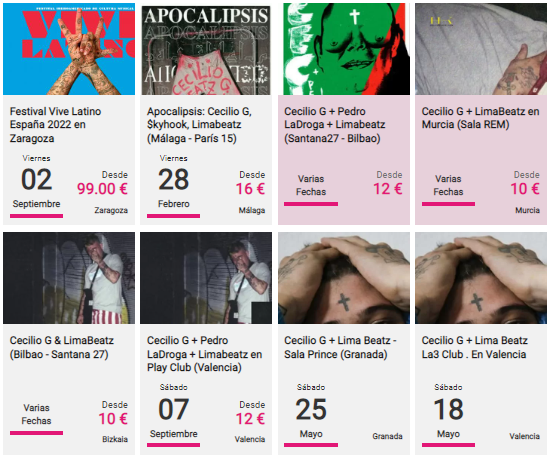 FESTIVAL IBEROAMERICANO DE CULTURA MUSICAL
VIVE
LATINO
Festival Vive Latino
España 2022 en
Zaragoza
Viernes
02
Septiembre
Desde
99.00 €
Zaragoza
APOCALIPSIS
APOCALIPSIS
CECILIO
G
Apocalipsis: Cecilio G,
$kyhook, Limabeatz
(Málaga - París 15)
Viernes
28
Febrero
Desde
16 €
Málaga
Cecilio G + Pedro
LaDroga + Limabeatz
(Santana27 - Bilbao)
Varias
Fechas
Desde
12 €
Cecilio G + LimaBeatz en
Murcia (Sala REM)
Varias
Fechas
Desde
10 €
Murcia
Cecilio G & LimaBeatz
(Bilbao - Santana 27)
Varias
Fechas
Desde
10 €
Bizkaia
Cecilio G + Pedro
LaDroga + Limabeatz en
Play Club (Valencia)
Sábado
07
Septiembre
Desde
12 €
Valencia
Cecilio G + Lima Beatz -
Sala Prince (Granada)
Sábado
25
Mayo
Granada
Cecilio G + Lima Beatz
La3 Club . En Valencia
Sábado
18
Mayo
Valencia